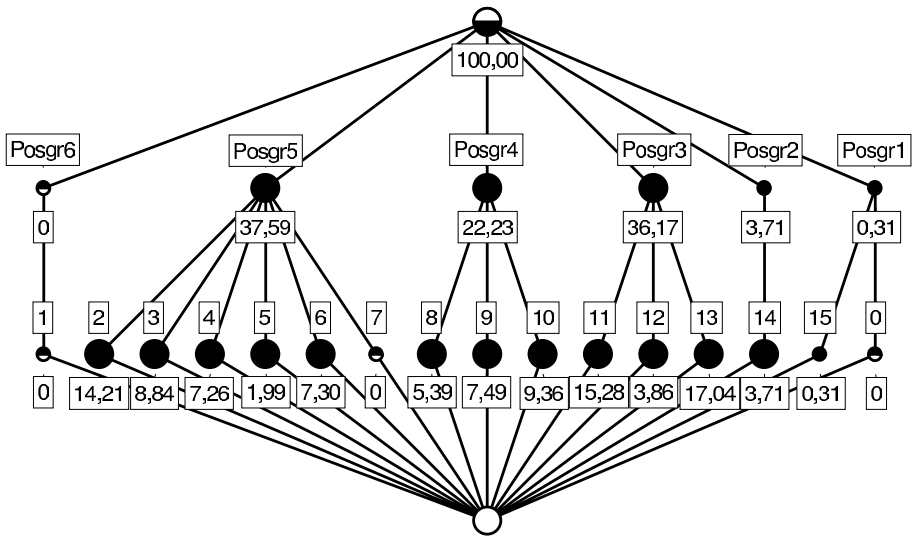 100,00
Posgr6 Posgr5 Posgr4 Posgr3 Posgr2 Posgr1
0 37,59 22,23 36,17 3,71 0,31
1 2 3 4 5 6 7 8 9 10 11 12 13 14 15 0
0 14,21 8,84 7,26 1,99 7,30 0 5,39 7,49 9,36 15,28 3,86 17,04 3,71 0,31 0